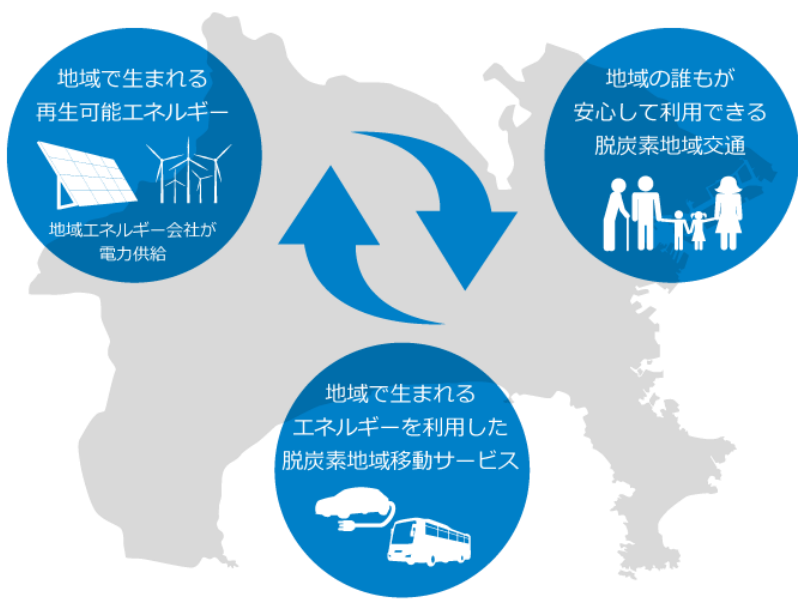 地域で生まれる
再生可能エネルギー
地域エネルギー会社が
電力供給
地域の誰もが
安心して利用できる
脱炭素地域交通
地域で生まれる
エネルギーを利用した
脱炭素地域移動サービス